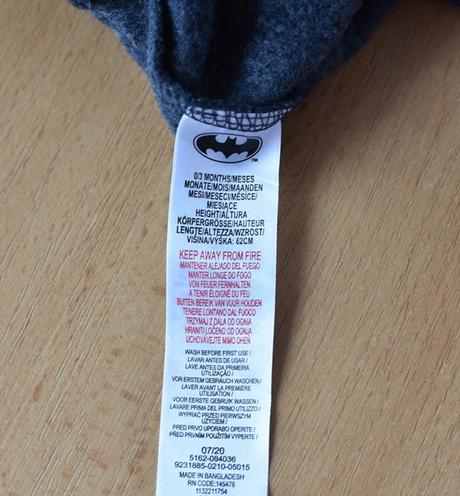 TM
0/3 MONTHS/MESES
MONATE/MOIS/MAANDEN
MESI/MESECI/MĚSÍCE/
MIESIĄCE
HEIGHT/ALTURA
KÖRPERGRÖSSE/HAUTEUR
LENGTE/ALTEZZA/WZROST/
VIŠINA/VÝŠKA: 62CM
KEEP AWAY FROM FIRE
MANTENER ALEJADO DEL FUEGO
MANTER LONGE DO FOGO
VON FEUER FERNHALTEN
A TENIR ÉLOIGNÉ DU FEU
BUITEN BEREIK VAN VUUR HOUDEN
TENERE LONTANO DAL FUOCO
TRZYMAJ Z DALA OD OGNIA
HRANITI LOČENO OD OGNJA
UCHOVÁVEJTE MIMO OHEŇ
WASH BEFORE FIRST USE /
LAVAR ANTES DE USAR /
LAVE ANTES DA PRIMEIRA
UTILIZAÇÃO /
VOR ERSTEM GEBRAUCH WASCHEN /
LAVER AVANT LA PREMIÈRE
UTILISATION /
VOOR EERSTE GEBRUIK WASSEN /
LAVARE PRIMA DEL PRIMO UTILIZZO /
WYPRAĆ PRZED PIERWSZYM
UŻYCIEM /
PRED PRVO UPORABO OPERITE /
PŘED PRVNÍM POUŽITÍM VYPERTE /
07/20
5162-084036
9231885-0210-05015
MADE IN BANGLADESH
RN CODE:145478
1132211754